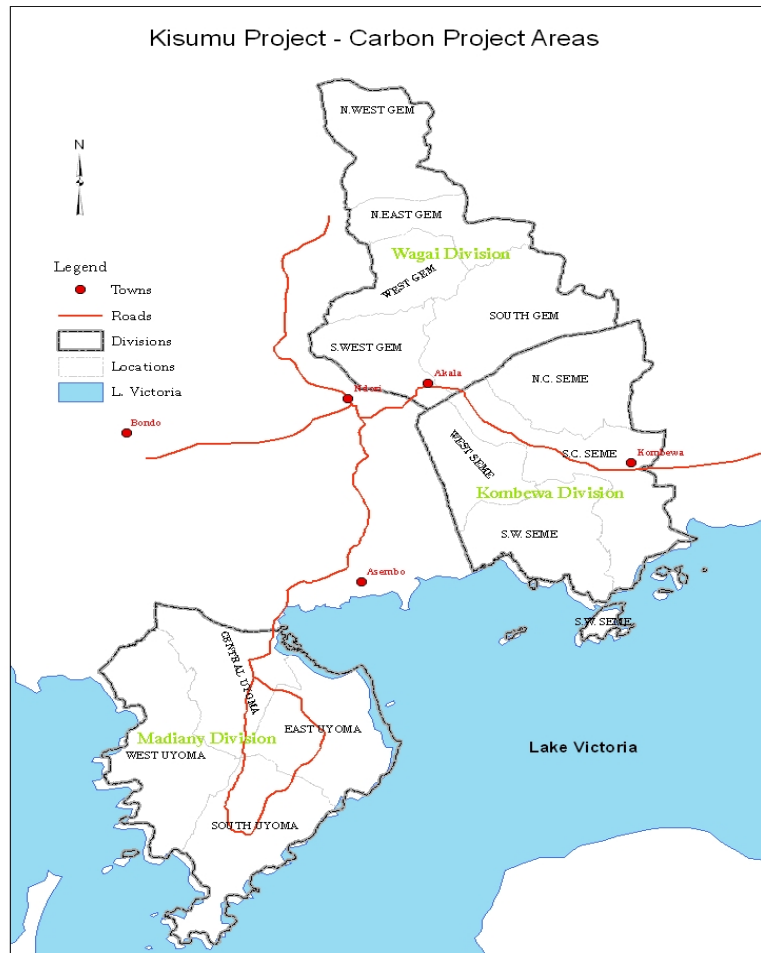 Kisumu Project - Carbon Project Areas
N.WEST GEM
N
N.EAST GEM
Wagai Division
Legend
WEST GEM
Towns
Roads
SOUTH GEM
Divisions
S.WEST GEM
Locations
Akala
N.C. SEME
L. Victoria
Ndori
Bondo
WEST SEME
S.C. SEME
Kombewa
Kombewa Division
S.W. SEME
Asembo
S.W. SEME
CENTRAL UYOMA
EAST UYOMA
Madiany Division
Lake Victoria
WEST UYOMA
SOUTH UYOMA